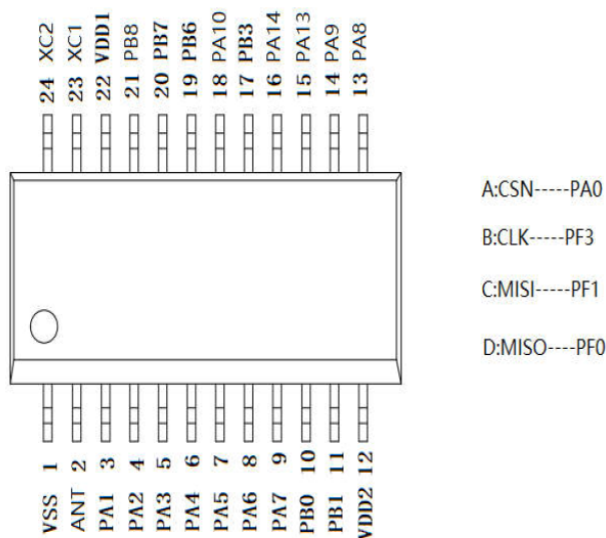 24 XC2
23 XC1
22 VDD1
21 PB8
20 PB7
19 PB6
18 PA10
17 PB3
16 PA14
15 PA13
14 PA9
13 PA8
A:CSN-----PA0
B:CLK-----PF3
C:MISI-----PF1
D:MISO----PF0
VSS 1
ANT 2
PA1 3
PA2 4
PA3 5
PA4 6
PA5 7
PA6 8
PA7 9
PB0 10
PB1 11
VDD2 12